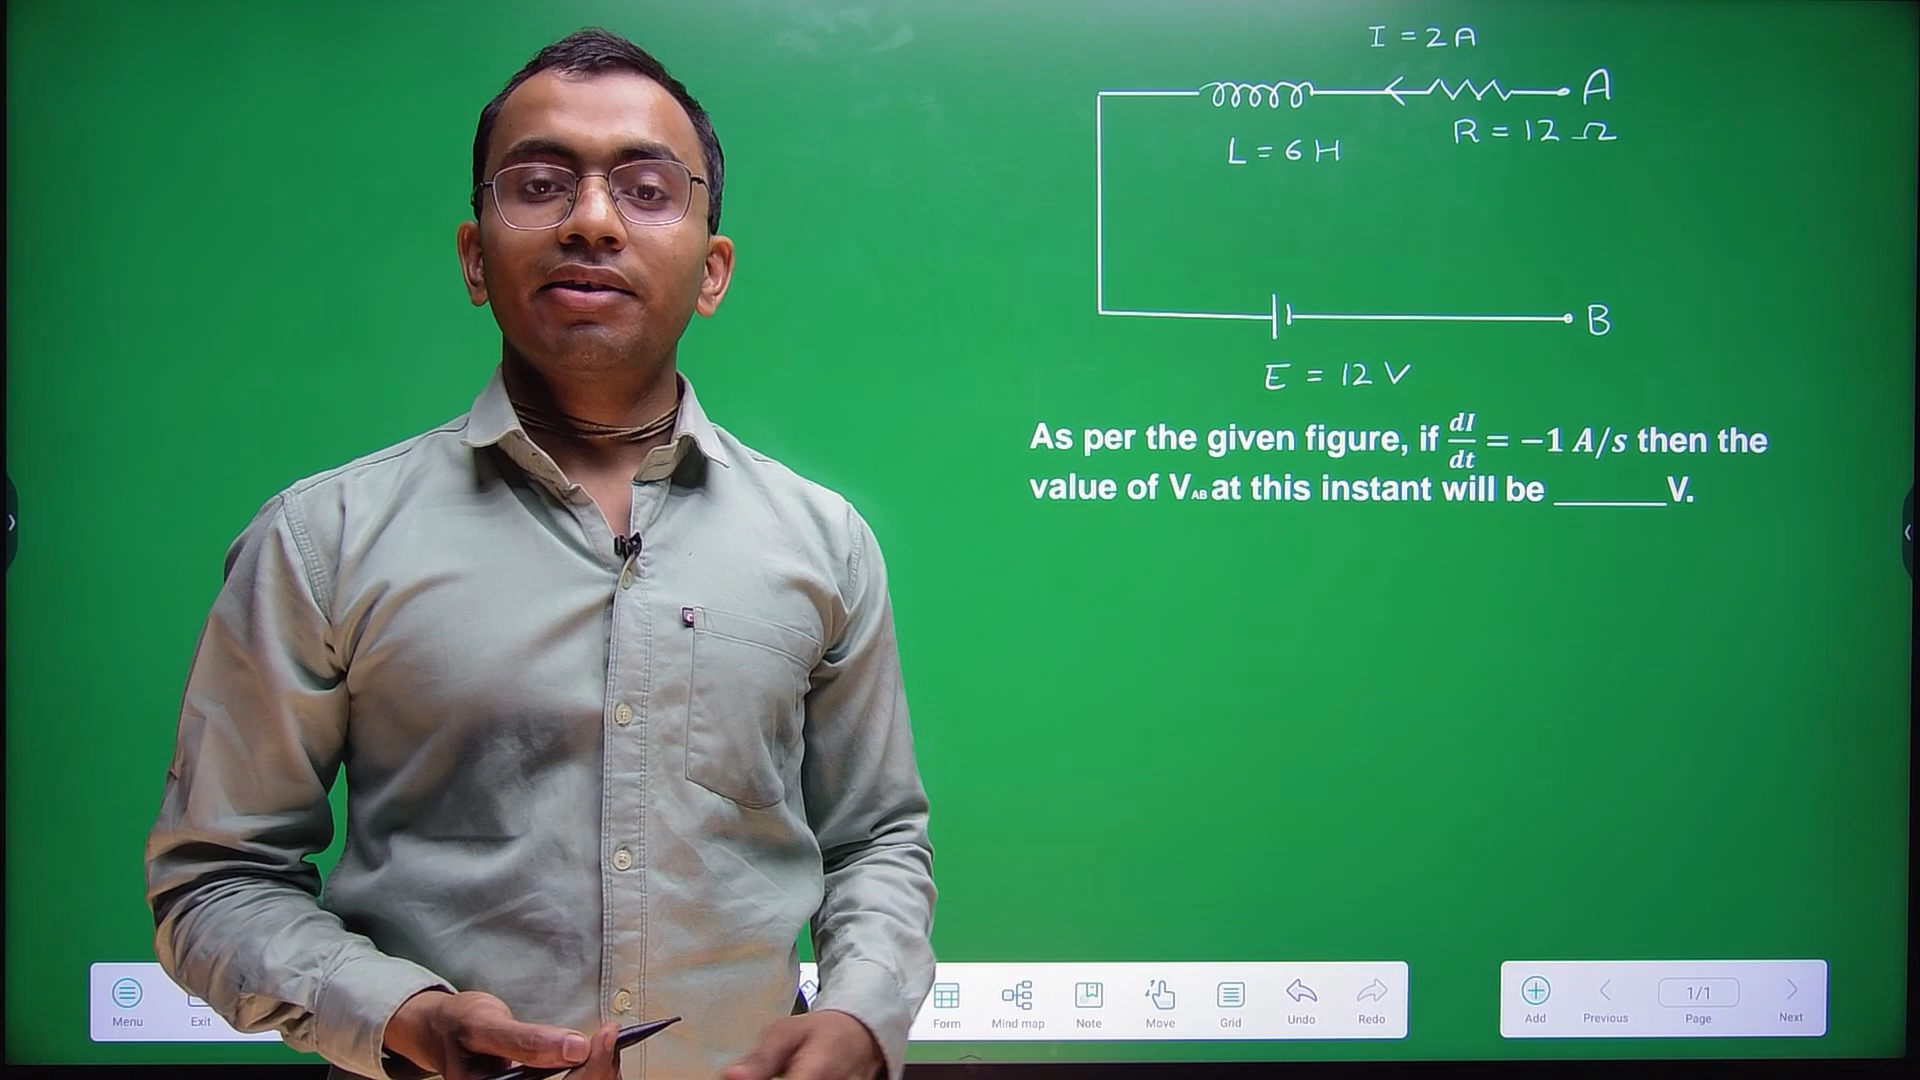 I = 2A
A
R = 12 Ω
L = 6 H
B
E = 12 V
As per the given figure, if dI/dt = −1 A/s then the
value of V_AB at this instant will be ______V.
Menu
Exit
Form
Mind map
Note
Move
Grid
Undo
Redo
Add
Previous
1/1
Page
Next